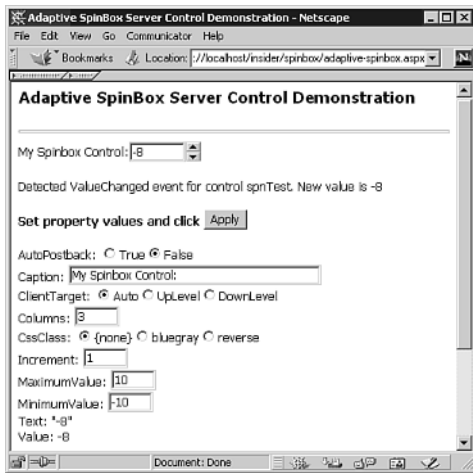 Adaptive SpinBox Server Control Demonstration - Netscape
File Edit View Go Communicator Help
Bookmarks Location: ://localhost/insider/spinbox/adaptive-spinbox.aspx N
Adaptive SpinBox Server Control Demonstration
My Spinbox Control: -8
Detected ValueChanged event for control spnTest. New value is -8
Set property values and click Apply
AutoPostback: True False
Caption: My Spinbox Control:
ClientTarget: Auto UpLevel DownLevel
Columns: 3
CssClass: {none} bluegray reverse
Increment: 1
MaximumValue: 10
MinimumValue: -10
Text: "-8"
Value: -8
Document: Done